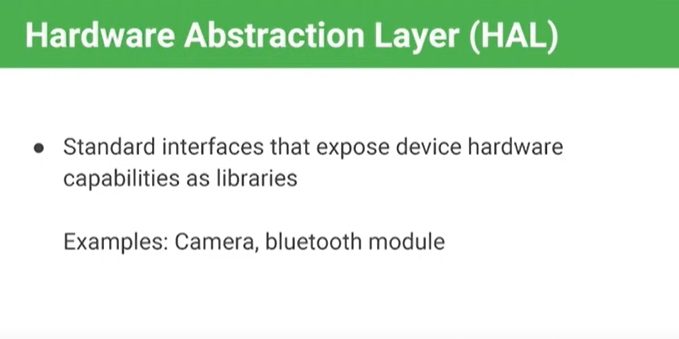 Hardware Abstraction Layer (HAL)
● Standard interfaces that expose device hardware
capabilities as libraries
Examples: Camera, bluetooth module